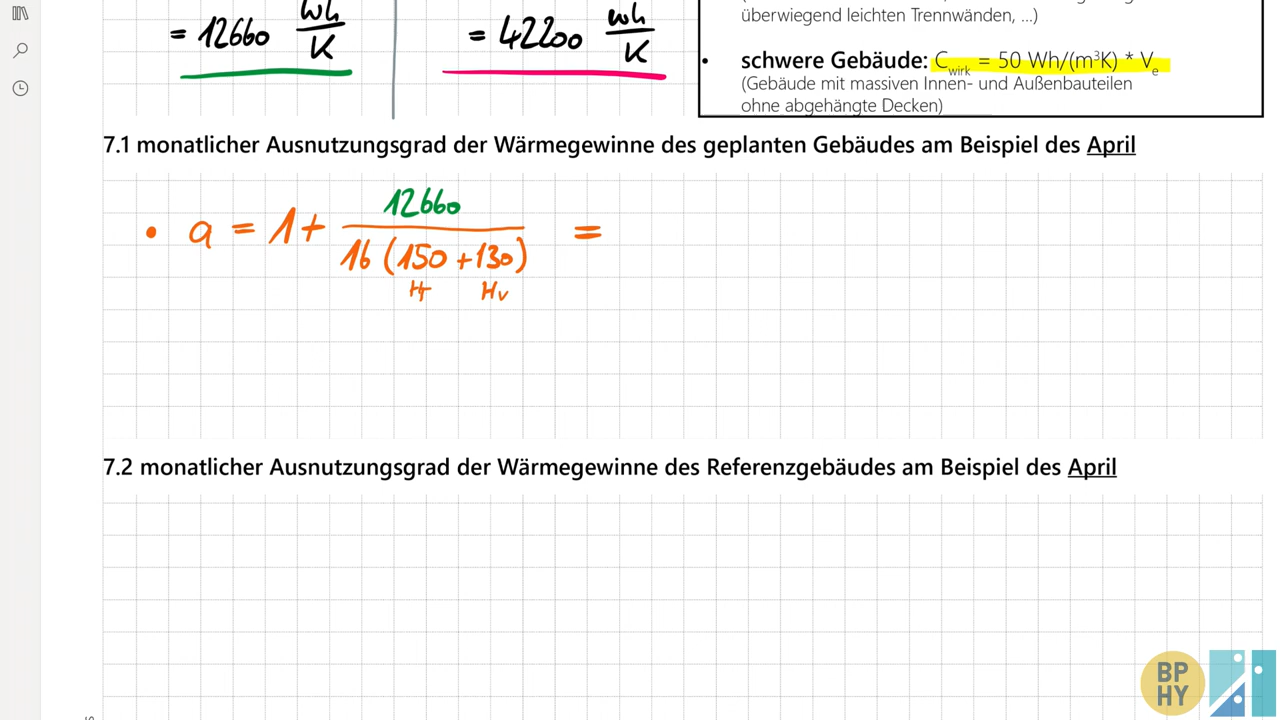 = 12660 Wh/K
= 42200 Wh/K
überwiegend leichten Trennwänden, ...)
• schwere Gebäude: C_wirk = 50 Wh/(m³K) * V_e
(Gebäude mit massiven Innen- und Außenbauteilen
ohne abgehängte Decken)
7.1 monatlicher Ausnutzungsgrad der Wärmegewinne des geplanten Gebäudes am Beispiel des April
12660
• a = 1 + =
16 (150 + 130)
HT HV
7.2 monatlicher Ausnutzungsgrad der Wärmegewinne des Referenzgebäudes am Beispiel des April
BP
HY